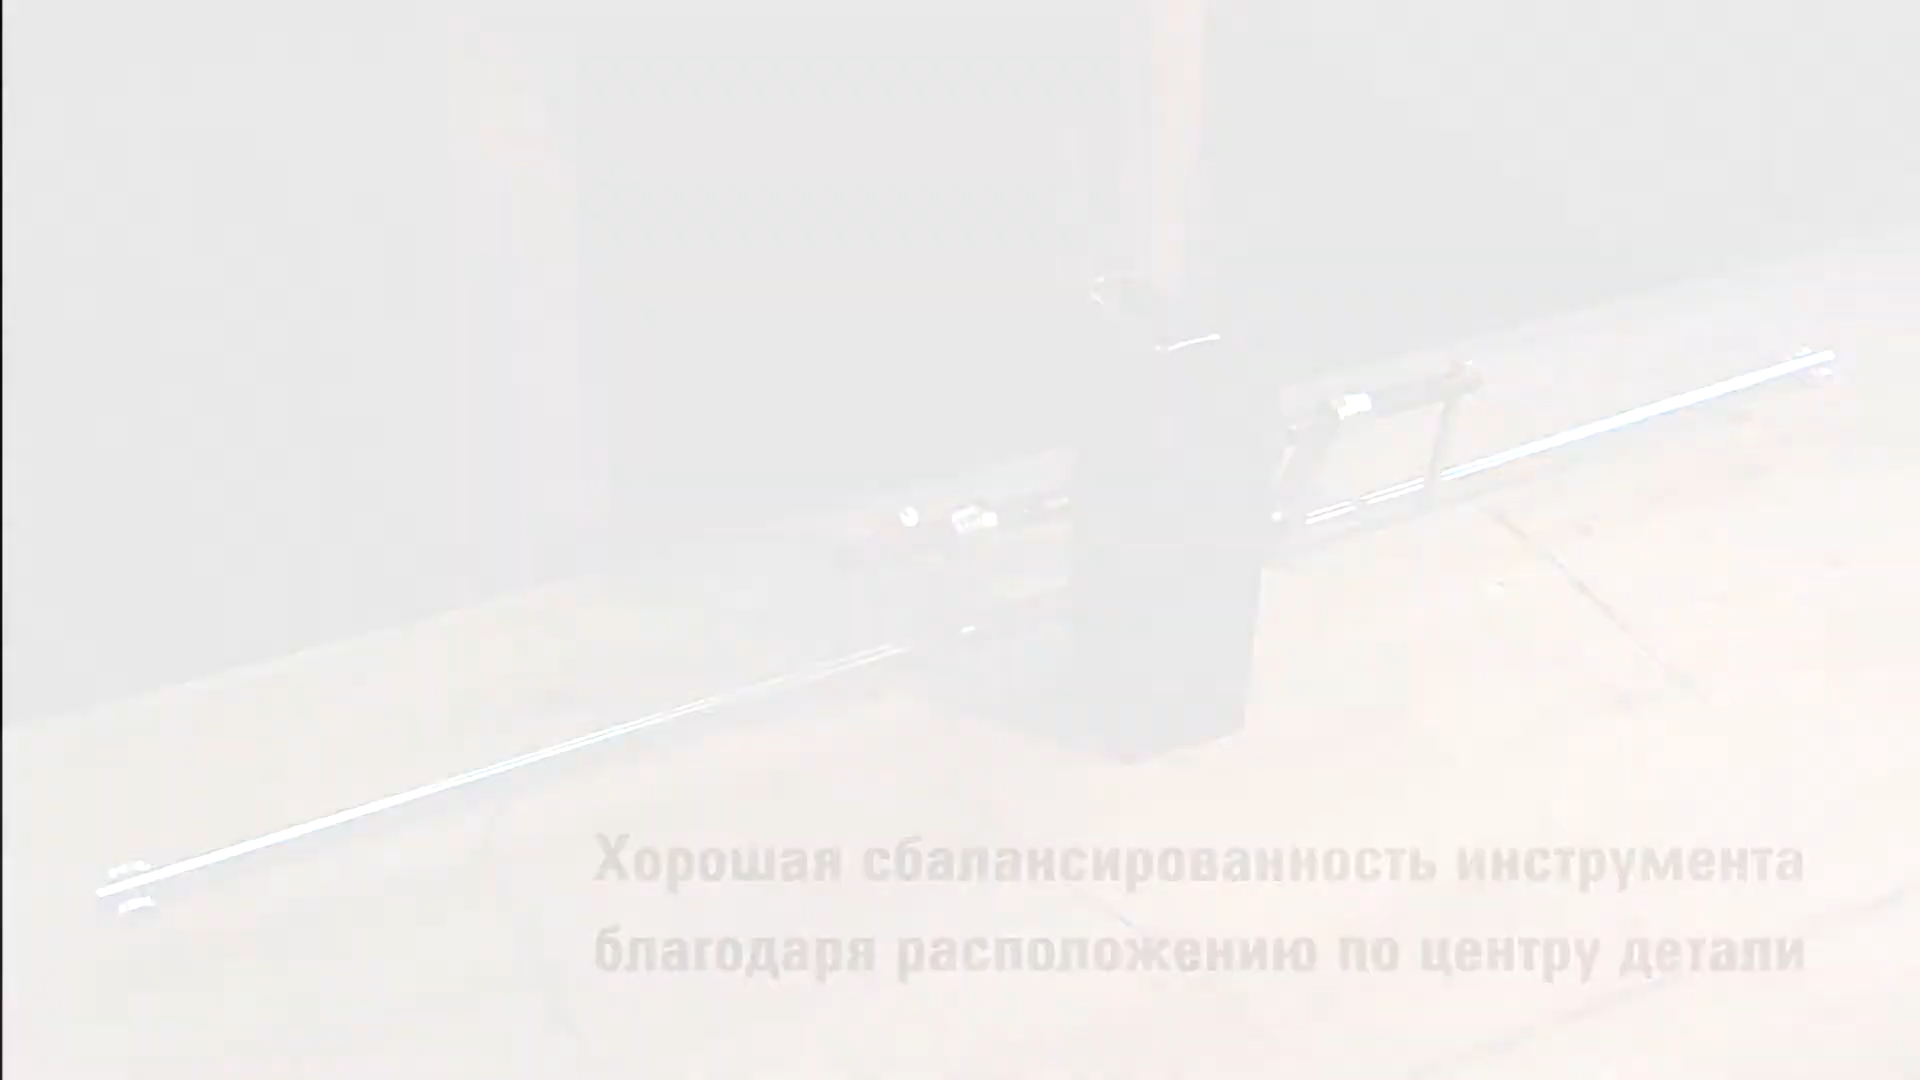 Хорошая сбалансированность инструмента
благодаря расположению по центру детали